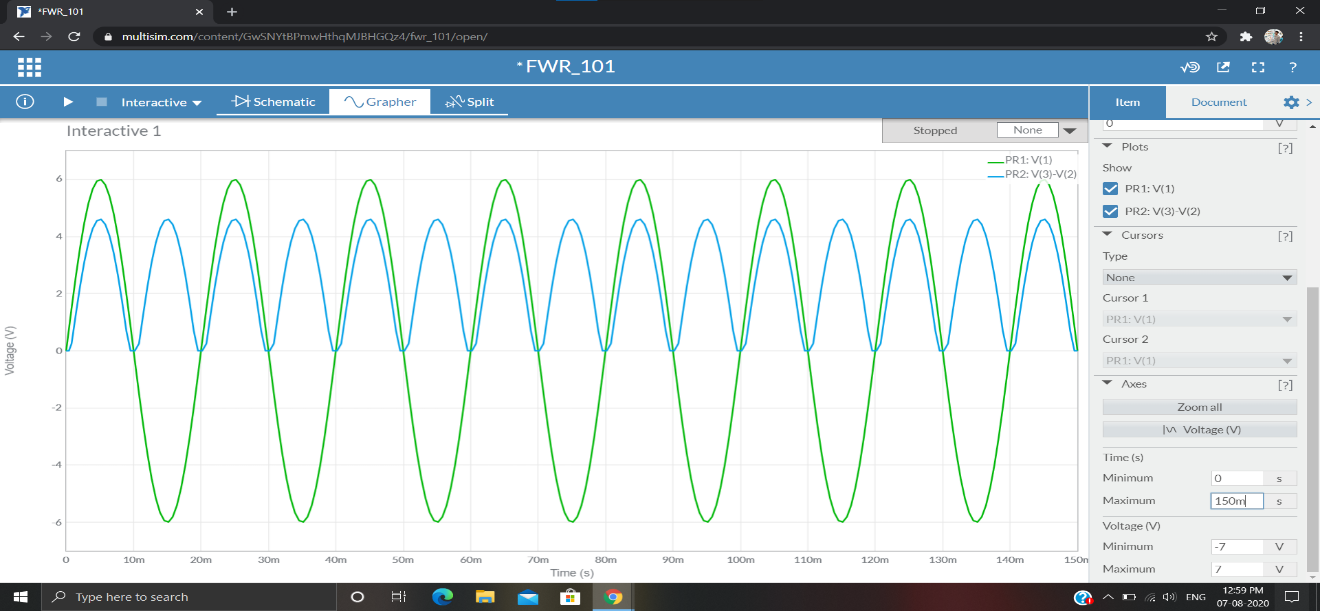 *FWR_101
multisim.com/content/GwSNYtBPmwHthqMJBHGQz4/fwr_101/open/
*FWR_101
?
Interactive
Schematic
Grapher
Split
Item
Document
Interactive 1
Stopped
None
PR1: V(1)
PR2: V(3)-V(2)
6
4
2
0
-2
-4
-6
Voltage (V)
0 10m 20m 30m 40m 50m 60m 70m 80m 90m 100m 110m 120m 130m 140m 150m
Time (s)
0 V
Plots [?]
Show
PR1: V(1)
PR2: V(3)-V(2)
Cursors [?]
Type
None
Cursor 1
PR1: V(1)
Cursor 2
PR1: V(1)
Axes [?]
Zoom all
Voltage (V)
Time (s)
Minimum 0 s
Maximum 150m s
Voltage (V)
Minimum -7 V
Maximum 7 V
Type here to search
ENG
12:59 PM
07-08-2020